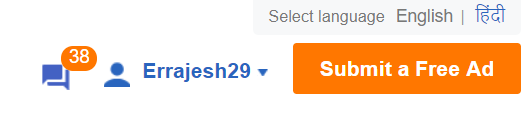 Select language English | हिंदी
38
Errajesh29
Submit a Free Ad